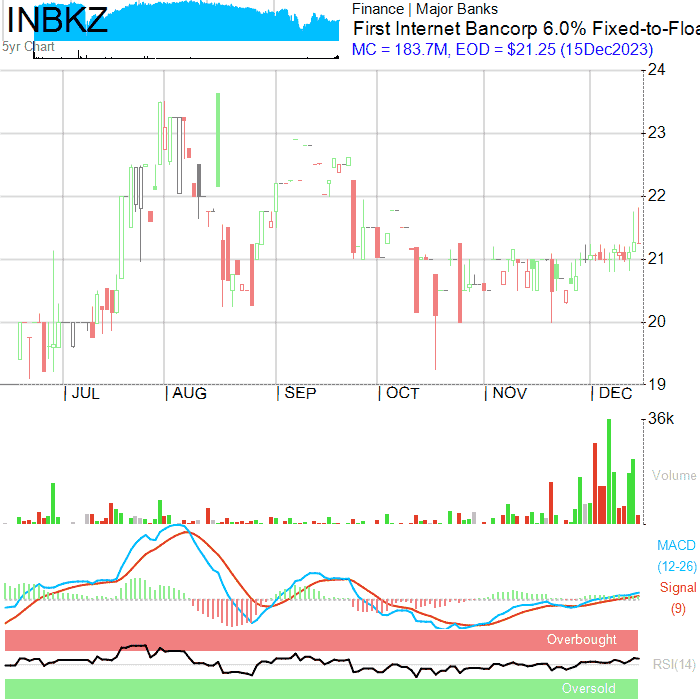 INBKZ
5yr Chart
Finance | Major Banks
First Internet Bancorp 6.0% Fixed-to-Floa
MC = 183.7M, EOD = $21.25 (15Dec2023)
24
23
22
21
20
19
| JUL | AUG | SEP | OCT | NOV | DEC
36k
Volume
MACD
(12-26)
Signal
(9)
Overbought
RSI(14)
Oversold